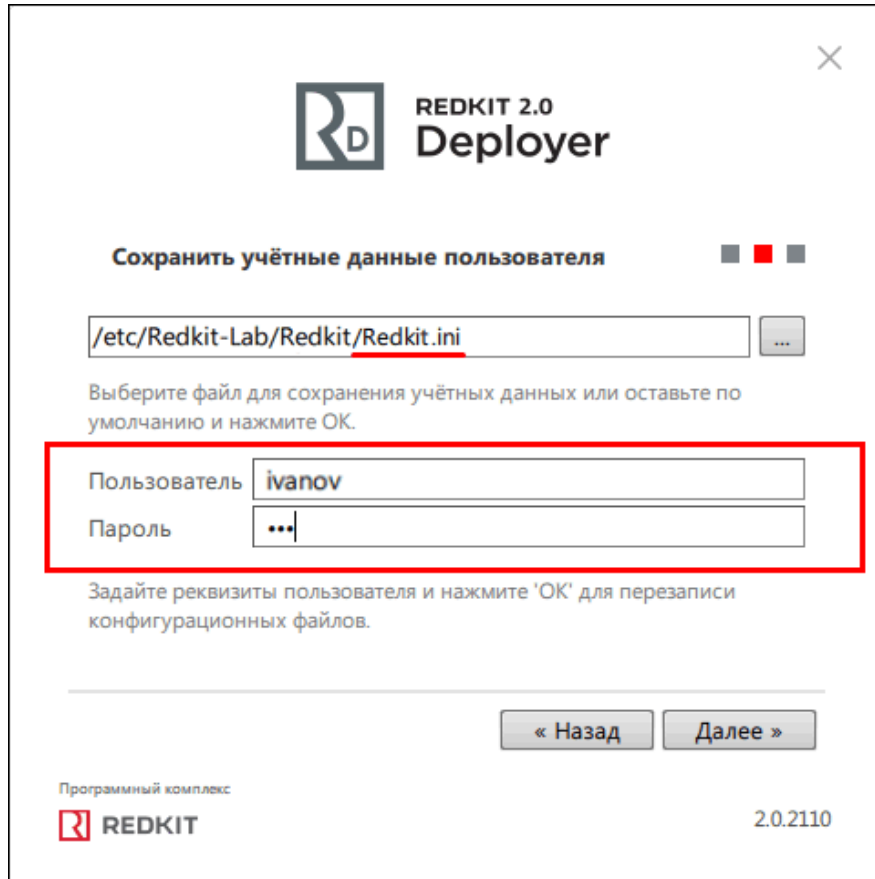 REDKIT 2.0
Deployer
Сохранить учётные данные пользователя
/etc/Redkit-Lab/Redkit/Redkit.ini
...
Выберите файл для сохранения учётных данных или оставьте по
умолчанию и нажмите ОК.
Пользователь ivanov
Пароль •••
Задайте реквизиты пользователя и нажмите 'ОК' для перезаписи
конфигурационных файлов.
« Назад Далее »
Программный комплекс
REDKIT
2.0.2110